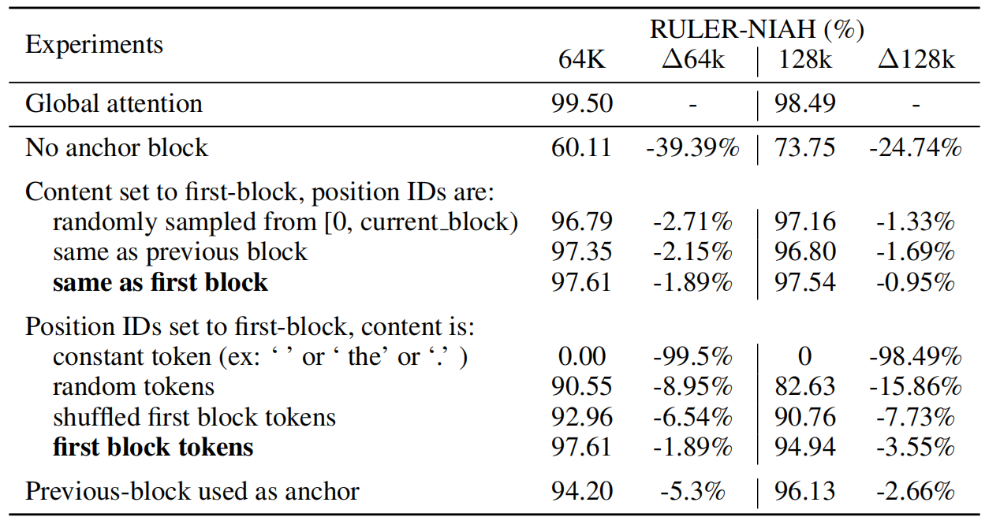 Experiments RULER-NIAH (%)
64K Δ64k 128k Δ128k
Global attention 99.50 - 98.49 -
No anchor block 60.11 -39.39% 73.75 -24.74%
Content set to first-block, position IDs are:
randomly sampled from [0, current_block) 96.79 -2.71% 97.16 -1.33%
same as previous block 97.35 -2.15% 96.80 -1.69%
same as first block 97.61 -1.89% 97.54 -0.95%
Position IDs set to first-block, content is:
constant token (ex: ‘ ’ or ‘ the’ or ‘.’ ) 0.00 -99.5% 0 -98.49%
random tokens 90.55 -8.95% 82.63 -15.86%
shuffled first block tokens 92.96 -6.54% 90.76 -7.73%
first block tokens 97.61 -1.89% 94.94 -3.55%
Previous-block used as anchor 94.20 -5.3% 96.13 -2.66%